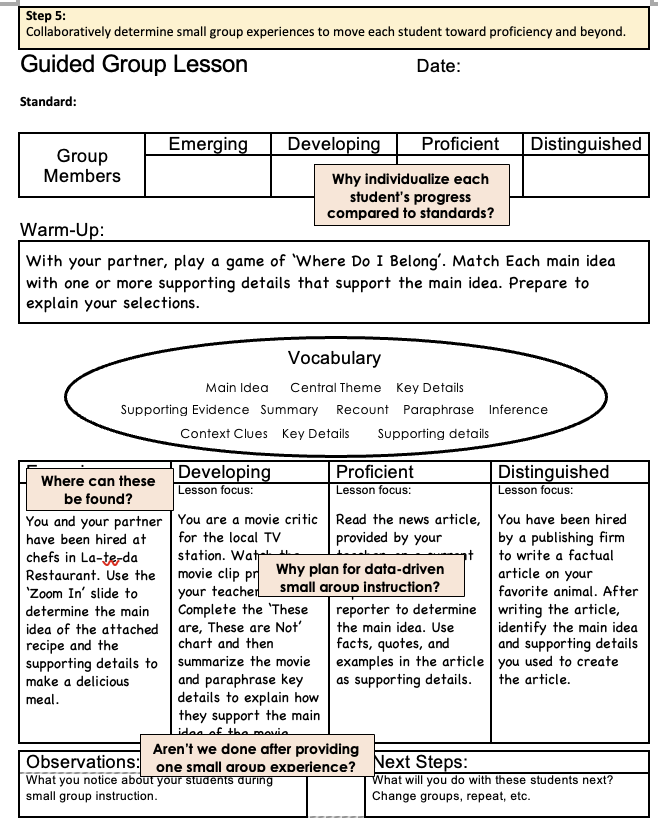 Step 5:
Collaboratively determine small group experiences to move each student toward proficiency and beyond.
Guided Group Lesson Date:
Standard:
Group Members
Emerging Developing Proficient Distinguished
Why individualize each
student's progress
compared to standards?
Warm-Up:
With your partner, play a game of ‘Where Do I Belong’. Match Each main idea
with one or more supporting details that support the main idea. Prepare to
explain your selections.
Vocabulary
Main Idea Central Theme Key Details
Supporting Evidence Summary Recount Paraphrase Inference
Context Clues Key Details Supporting details
Where can these
be found?
You and your partner
have been hired at
chefs in La-te-da
Restaurant. Use the
‘Zoom In’ slide to
determine the main
idea of the attached
recipe and the
supporting details to
make a delicious
meal.
Developing
Lesson focus:
You are a movie critic
for the local TV
station. Watch the
movie clip
your teacher
Complete the ‘These
are, These are Not’
chart and then
summarize the movie
and paraphrase key
details to explain how
they support the main
idea of the movie
Why plan for data-driven
small group instruction?
Proficient
Lesson focus:
Read the news article,
provided by your
teacher, on a current
reporter to determine
the main idea. Use
facts, quotes, and
examples in the article
as supporting details.
Distinguished
Lesson focus:
You have been hired
by a publishing firm
to write a factual
article on your
favorite animal. After
writing the article,
identify the main idea
and supporting details
you used to create
the article.
Aren't we done after providing
one small group experience?
Observations:
What you notice about your students during
small group instruction.
Next Steps:
What will you do with these students next?
Change groups, repeat, etc.